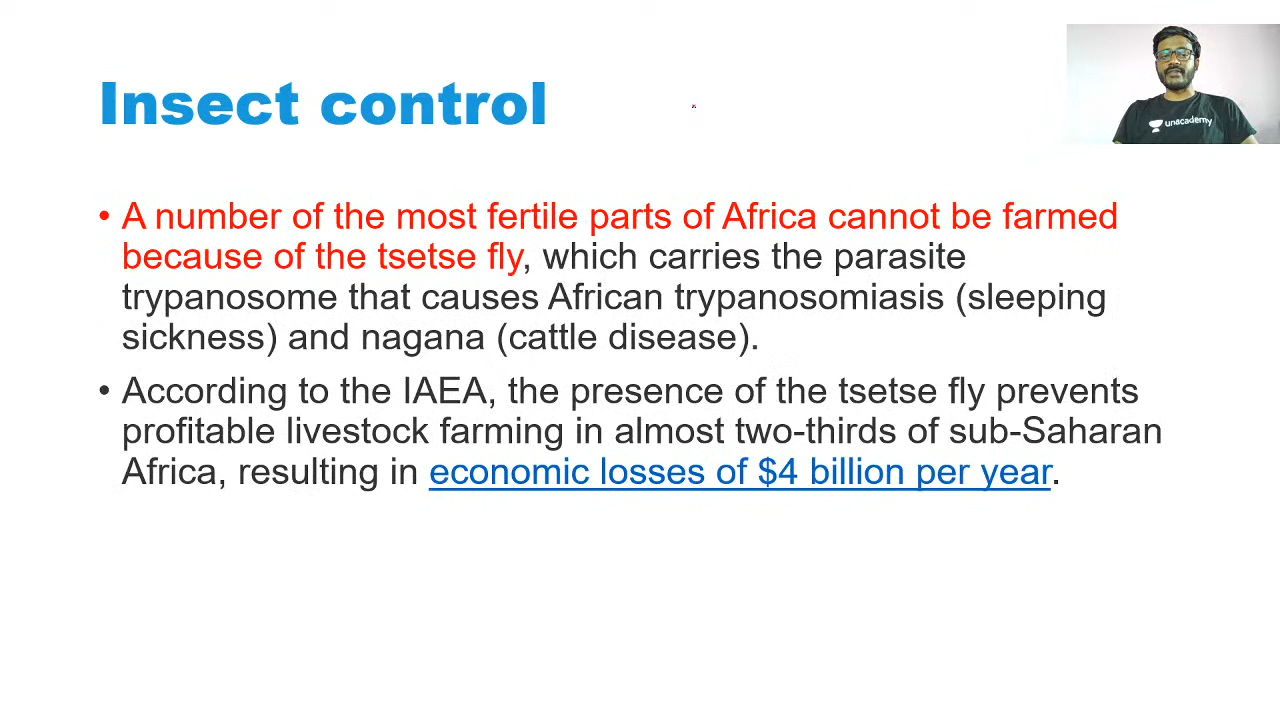 Insect control
unacademy
• A number of the most fertile parts of Africa cannot be farmed
because of the tsetse fly, which carries the parasite
trypanosome that causes African trypanosomiasis (sleeping
sickness) and nagana (cattle disease).
• According to the IAEA, the presence of the tsetse fly prevents
profitable livestock farming in almost two-thirds of sub-Saharan
Africa, resulting in economic losses of $4 billion per year.